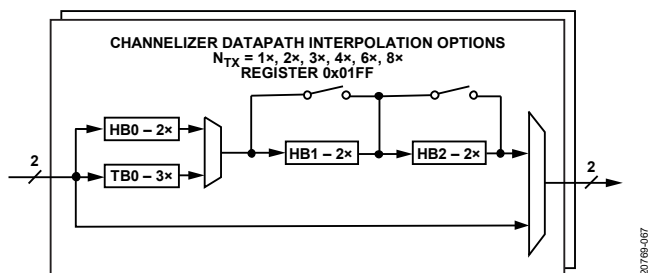 CHANNELIZER DATAPATH INTERPOLATION OPTIONS
NTX = 1×, 2×, 3×, 4×, 6×, 8×
REGISTER 0x01FF
2
HB0 – 2×
TB0 – 3×
HB1 – 2×
HB2 – 2×
2
20769-067